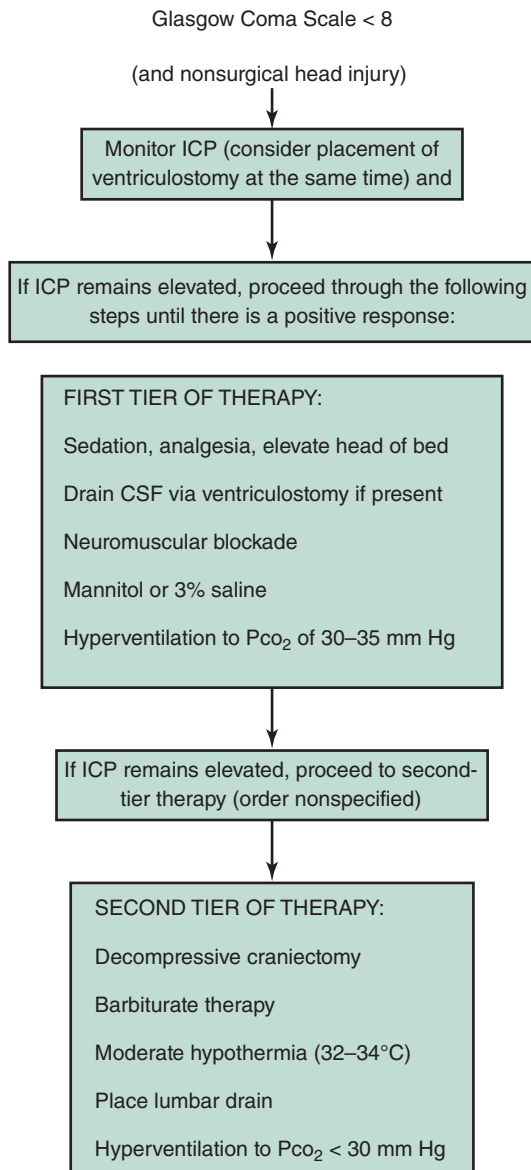 Glasgow Coma Scale < 8
(and nonsurgical head injury)
Monitor ICP (consider placement of
ventriculostomy at the same time) and
If ICP remains elevated, proceed through the following
steps until there is a positive response:
FIRST TIER OF THERAPY:
Sedation, analgesia, elevate head of bed
Drain CSF via ventriculostomy if present
Neuromuscular blockade
Mannitol or 3% saline
Hyperventilation to Pco₂ of 30–35 mm Hg
If ICP remains elevated, proceed to second-
tier therapy (order nonspecified)
SECOND TIER OF THERAPY:
Decompressive craniectomy
Barbiturate therapy
Moderate hypothermia (32–34°C)
Place lumbar drain
Hyperventilation to Pco₂ < 30 mm Hg